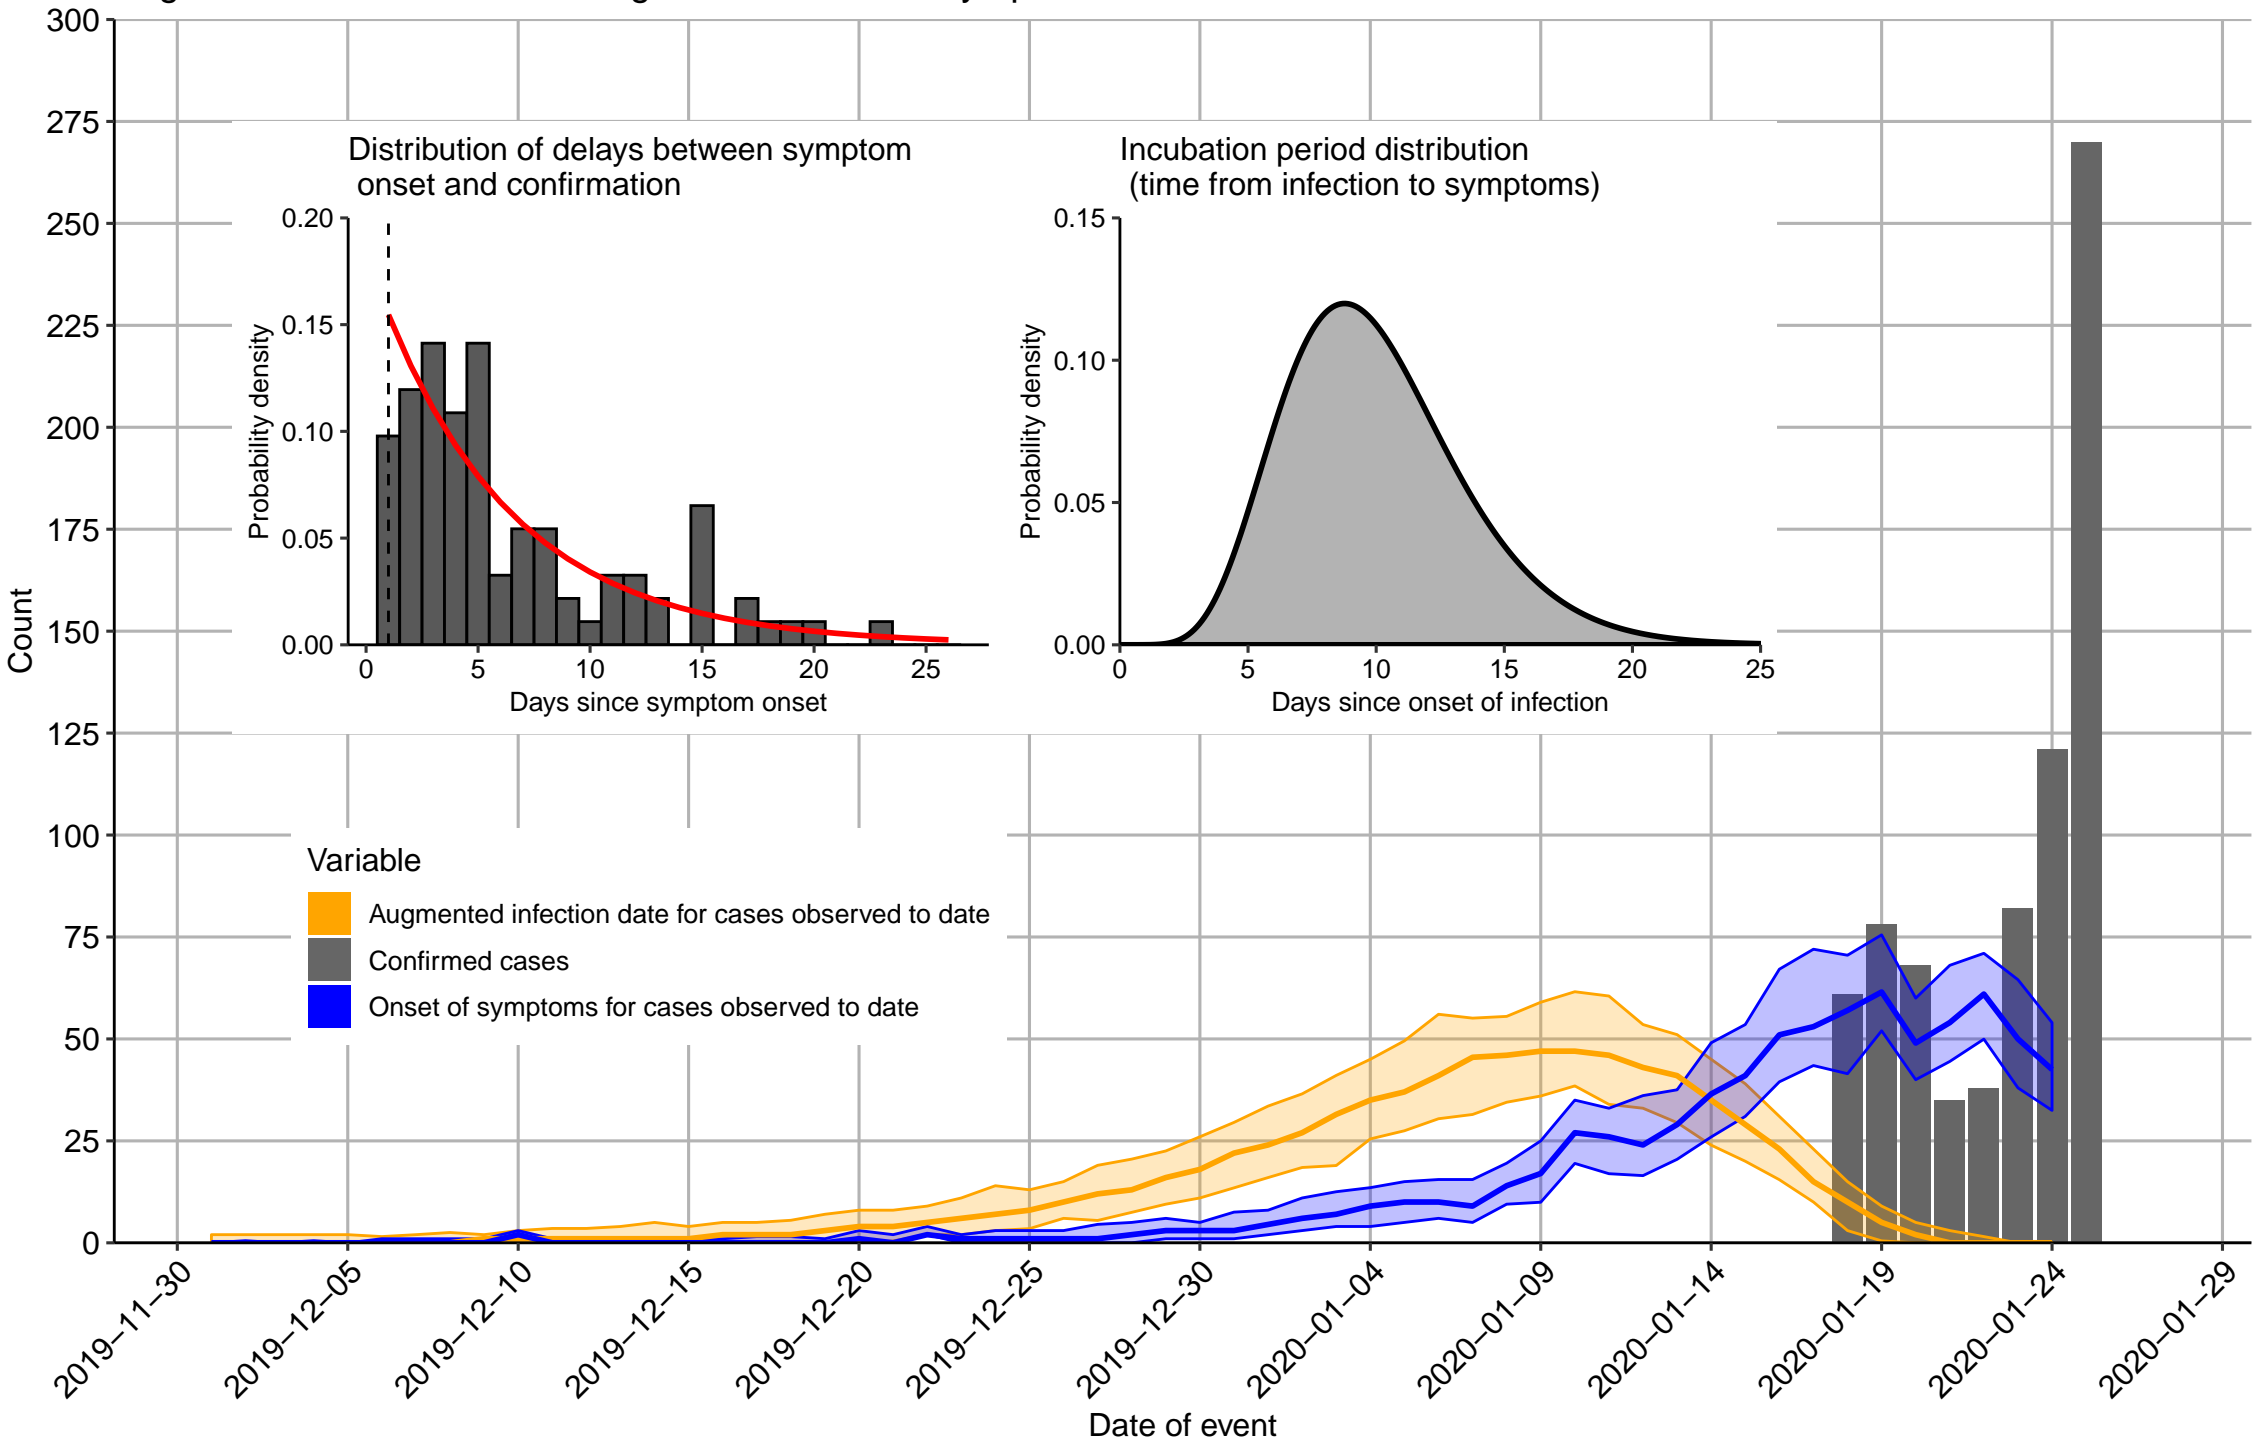 300
275
250
225
200
175
150
125
100
75
50
25
0
Count
Distribution of delays between symptom
onset and confirmation
0.20
0.15
0.10
0.05
0.00
Probability density
0 5 10 15 20 25
Days since symptom onset
Incubation period distribution
(time from infection to symptoms)
0.15
0.10
0.05
0.00
Probability density
0 5 10 15 20 25
Days since onset of infection
Variable
Augmented infection date for cases observed to date
Confirmed cases
Onset of symptoms for cases observed to date
2019–11–30
2019–12–05
2019–12–10
2019–12–15
2019–12–20
2019–12–25
2019–12–30
2020–01–04
2020–01–09
2020–01–14
2020–01–19
2020–01–24
2020–01–29
Date of event